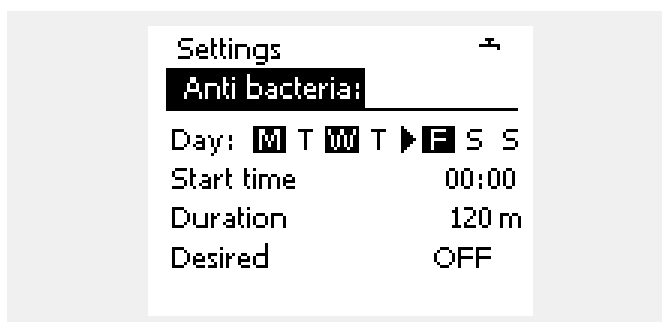 Settings
Anti bacteria:
Day: M T W T F S S
Start time 00:00
Duration 120 m
Desired OFF